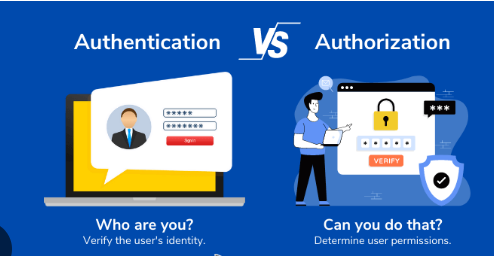 Authentication VS Authorization
*****
*******
Sign in
***
*****
VERIFY
Who are you?
Verify the user's identity.
Can you do that?
Determine user permissions.